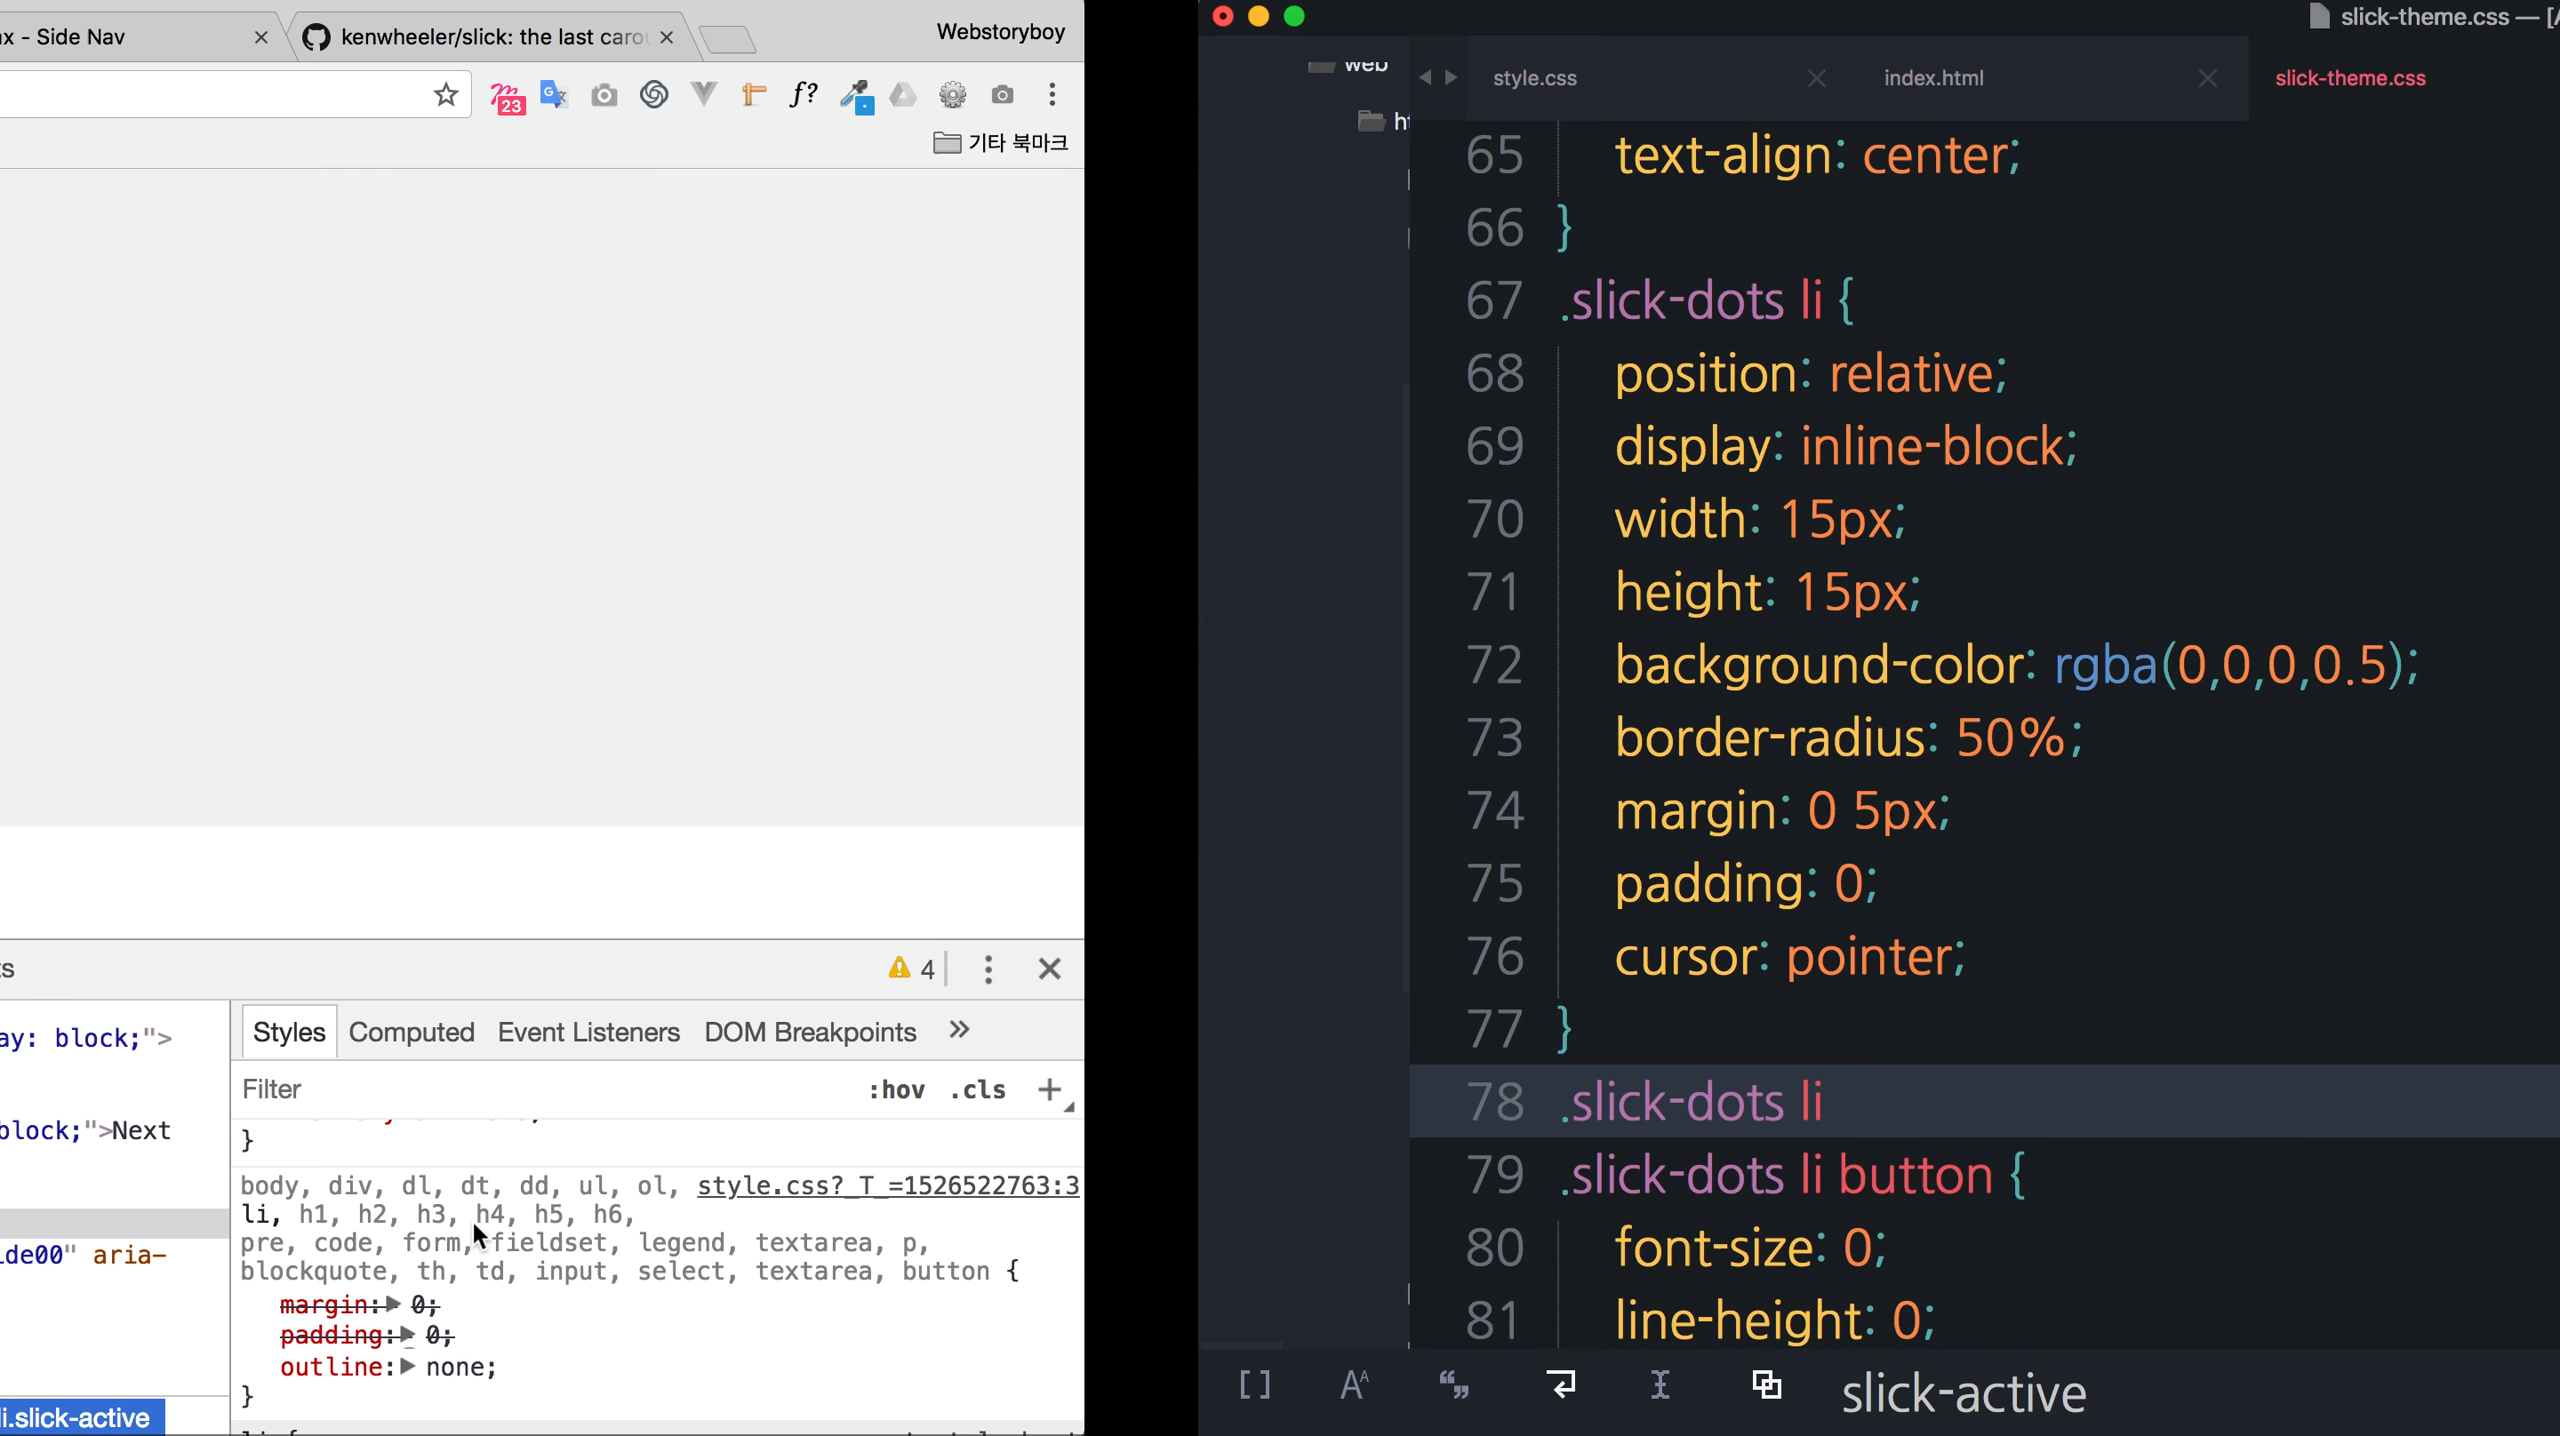 x - Side Nav
kenwheeler/slick: the last carou
Webstoryboy
23
f?
기타 북마크
ts
4
Styles
Computed
Event Listeners
DOM Breakpoints
Filter
:hov
.cls
ay: block;">
block;">Next
ide00" aria-
li.slick-active
}
body, div, dl, dt, dd, ul, ol, style.css?_T_=1526522763:3
li, h1, h2, h3, h4, h5, h6,
pre, code, form, fieldset, legend, textarea, p,
blockquote, th, td, input, select, textarea, button {
margin: 0;
padding: 0;
outline: none;
}
slick-theme.css — [
web
style.css
index.html
slick-theme.css
65 text-align: center;
66 }
67 .slick-dots li {
68 position: relative;
69 display: inline-block;
70 width: 15px;
71 height: 15px;
72 background-color: rgba(0,0,0,0.5);
73 border-radius: 50%;
74 margin: 0 5px;
75 padding: 0;
76 cursor: pointer;
77 }
78 .slick-dots li
79 .slick-dots li button {
80 font-size: 0;
81 line-height: 0;
slick-active